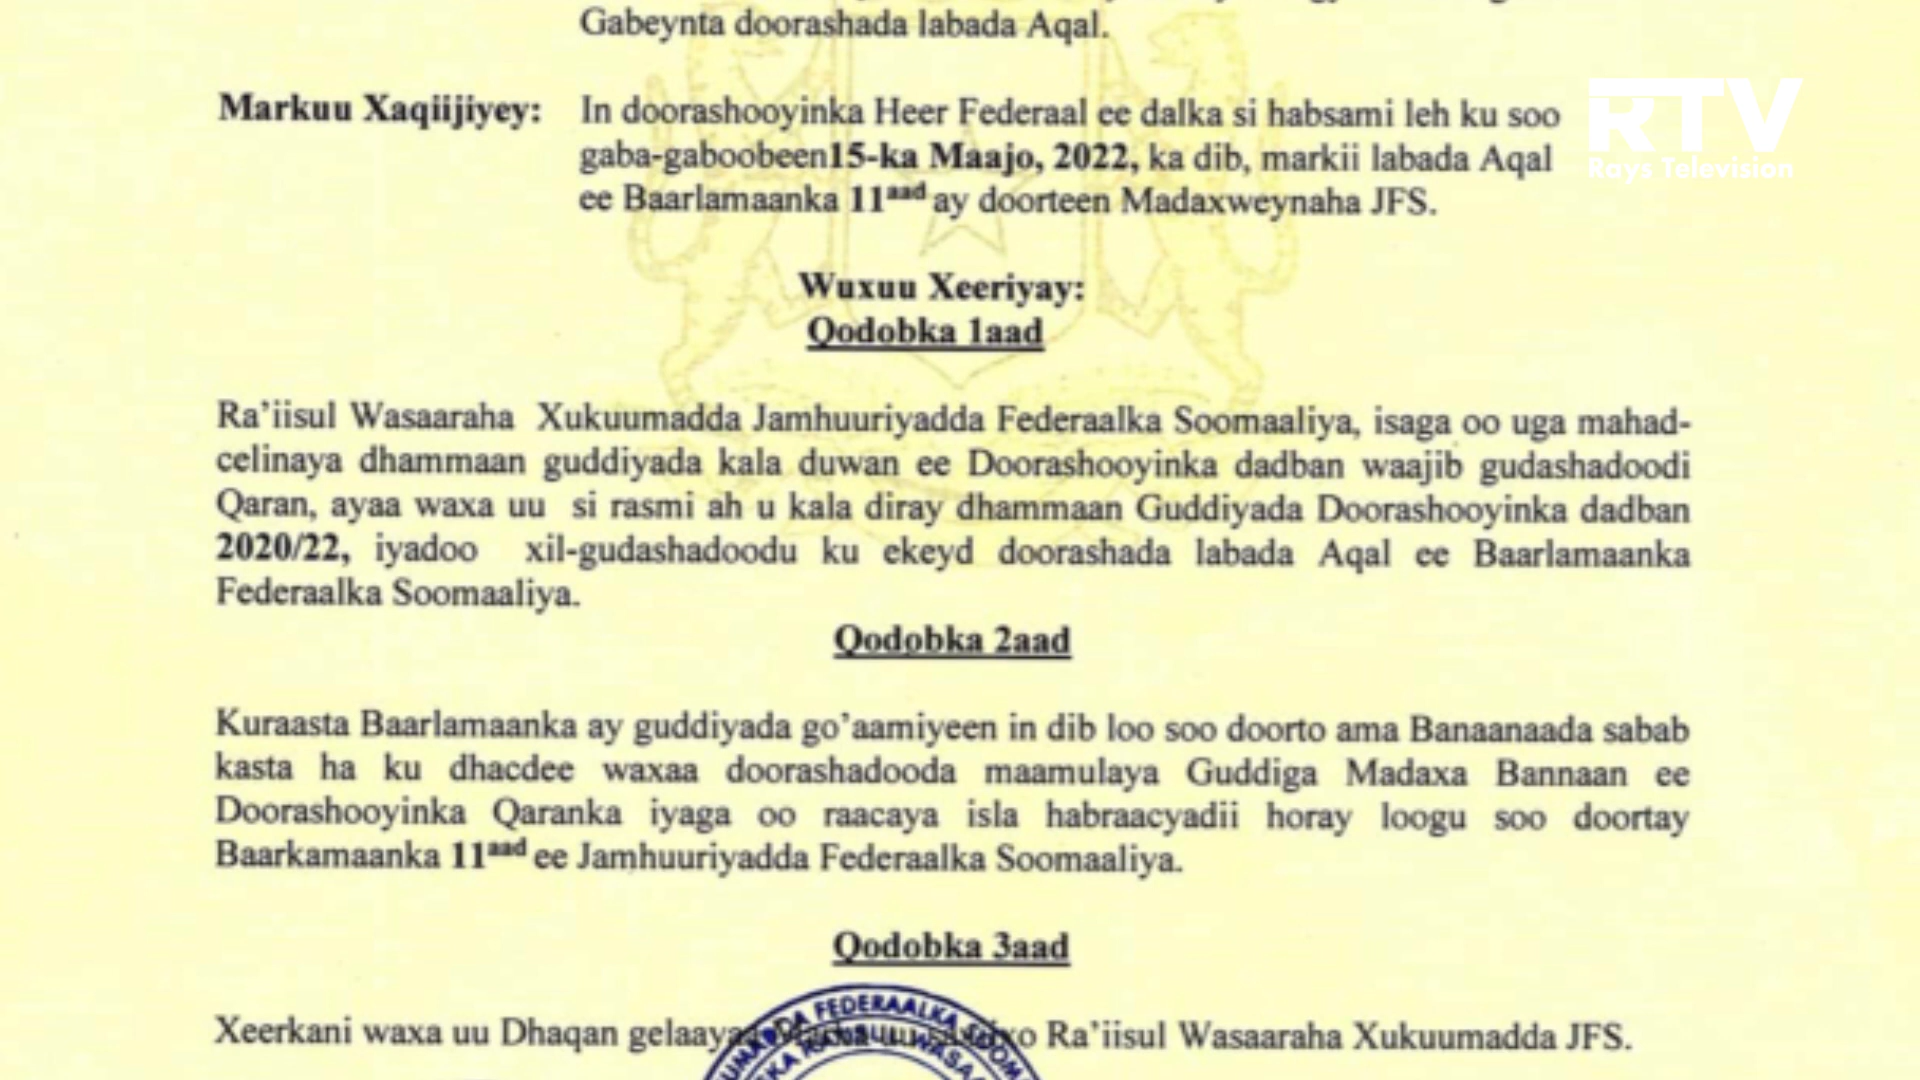 Gabeynta doorashada labada Aqal.
RTV
Rays Television
Markuu Xaqiijiyey: In doorashooyinka Heer Federaal ee dalka si habsami leh ku soo
gaba-gaboobeen15-ka Maajo, 2022, ka dib, markii labada Aqal
ee Baarlamaanka 11aad ay doorteen Madaxweynaha JFS.
Wuxuu Xeeriyay:
Qodobka 1aad
Ra’iisul Wasaaraha Xukuumadda Jamhuuriyadda Federaalka Soomaaliya, isaga oo uga mahad-
celinaya dhammaan guddiyada kala duwan ee Doorashooyinka dadban waajib gudashadoodi
Qaran, ayaa waxa uu si rasmi ah u kala diray dhammaan Guddiyada Doorashooyinka dadban
2020/22, iyadoo xil-gudashadoodu ku ekeyd doorashada labada Aqal ee Baarlamaanka
Federaalka Soomaaliya.
Qodobka 2aad
Kuraasta Baarlamaanka ay guddiyada go’aamiyeen in dib loo soo doorto ama Banaanaada sabab
kasta ha ku dhacdee waxaa doorashadooda maamulaya Guddiga Madaxa Bannaan ee
Doorashooyinka Qaranka iyaga oo raacaya isla habraacyadii horay loogu soo doortay
Baarkamaanka 11aad ee Jamhuuriyadda Federaalka Soomaaliya.
Qodobka 3aad
Xeerkani waxa uu Dhaqan Ra’iisul Wasaaraha Xukuumadda JFS.
FEDERAALKA